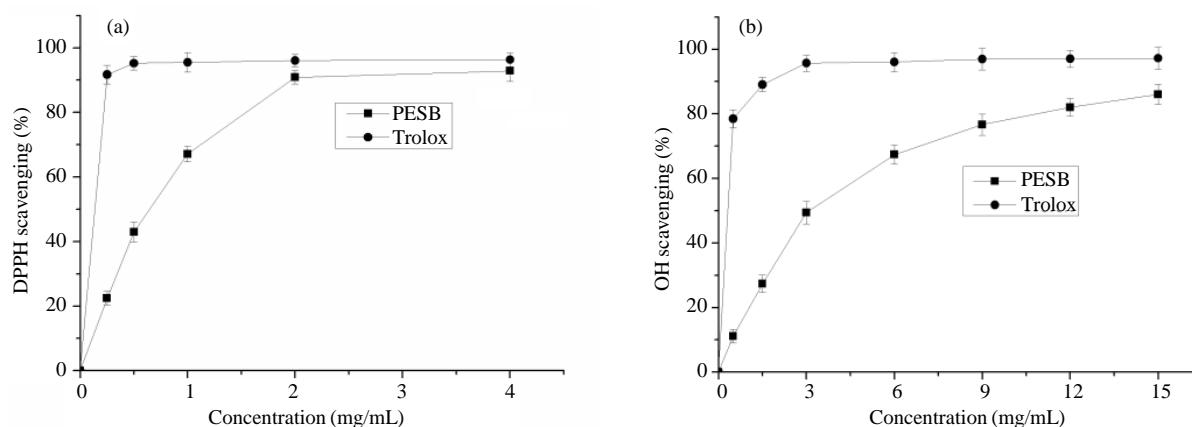 (a)
100
80
60
40
20
0
DPPH scavenging (%)
PESB
Trolox
0 1 2 3 4
Concentration (mg/mL)
(b)
100
80
60
40
20
0
OH scavenging (%)
PESB
Trolox
0 3 6 9 12 15
Concentration (mg/mL)